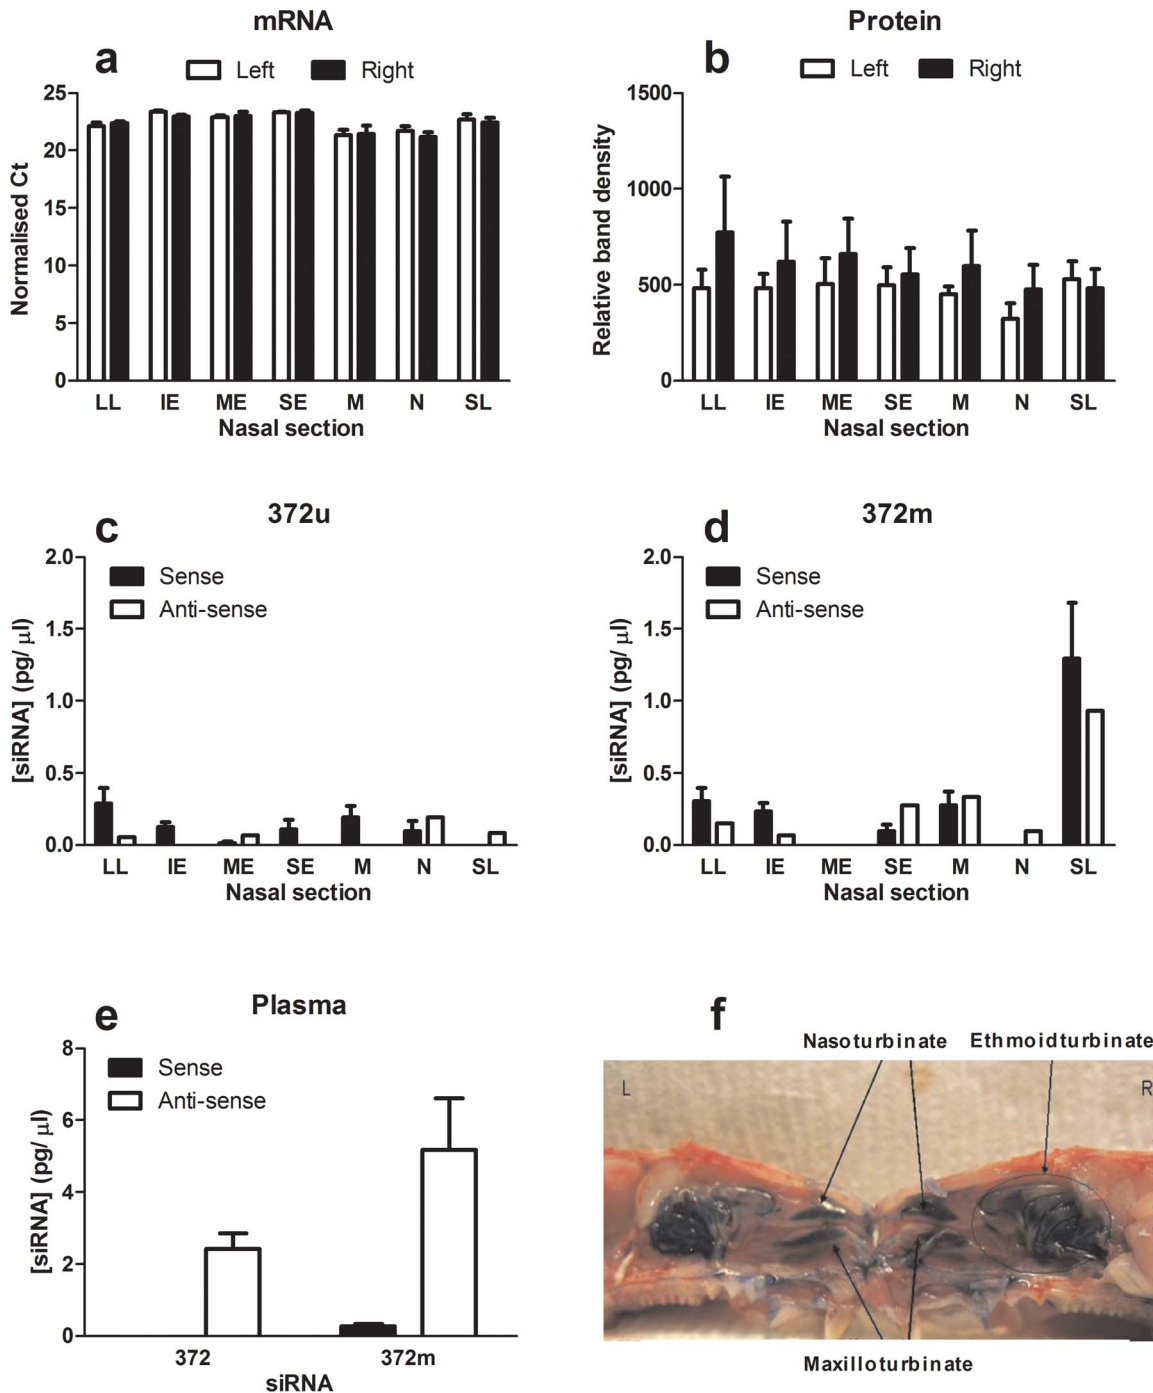 mRNA
a
Left
Right
Normalised Ct
25
20
15
10
5
0
LL IE ME SE M N SL
Nasal section
Protein
b
Left
Right
Relative band density
1500
1000
500
0
LL IE ME SE M N SL
Nasal section
372u
c
Sense
Anti-sense
[siRNA] (pg/ μl)
2.0
1.5
1.0
0.5
0.0
LL IE ME SE M N SL
Nasal section
372m
d
Sense
Anti-sense
[siRNA] (pg/ μl)
2.0
1.5
1.0
0.5
0.0
LL IE ME SE M N SL
Nasal section
Plasma
e
Sense
Anti-sense
[siRNA] (pg/ μl)
8
6
4
2
0
372 372m
siRNA
f
Nasoturbinate Ethmoidturbinate
L R
Maxilloturbinate